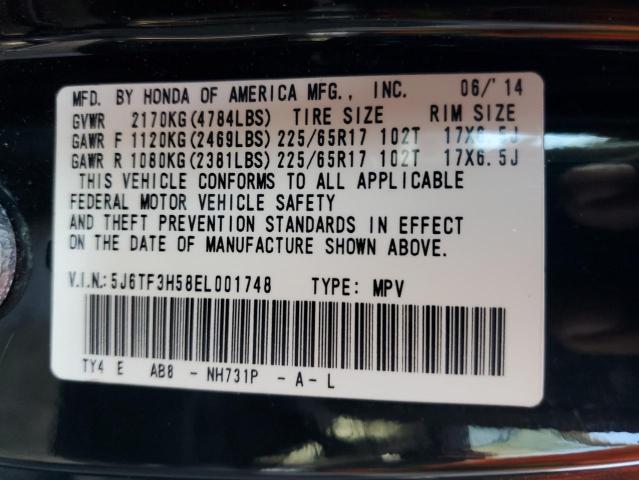 MFD. BY HONDA OF AMERICA MFG., INC. 06/'14
GVWR 2170KG(4784LBS) TIRE SIZE RIM SIZE
GAWR F 1120KG(2469LBS) 225/65R17 102T 17X6.5J
GAWR R 1080KG(2381LBS) 225/65R17 102T 17X6.5J
THIS VEHICLE CONFORMS TO ALL APPLICABLE
FEDERAL MOTOR VEHICLE SAFETY
AND THEFT PREVENTION STANDARDS IN EFFECT
ON THE DATE OF MANUFACTURE SHOWN ABOVE.
V.I.N.: 5J6TF3H58EL001748 TYPE: MPV
TY4 E AB8 - NH731P - A - L